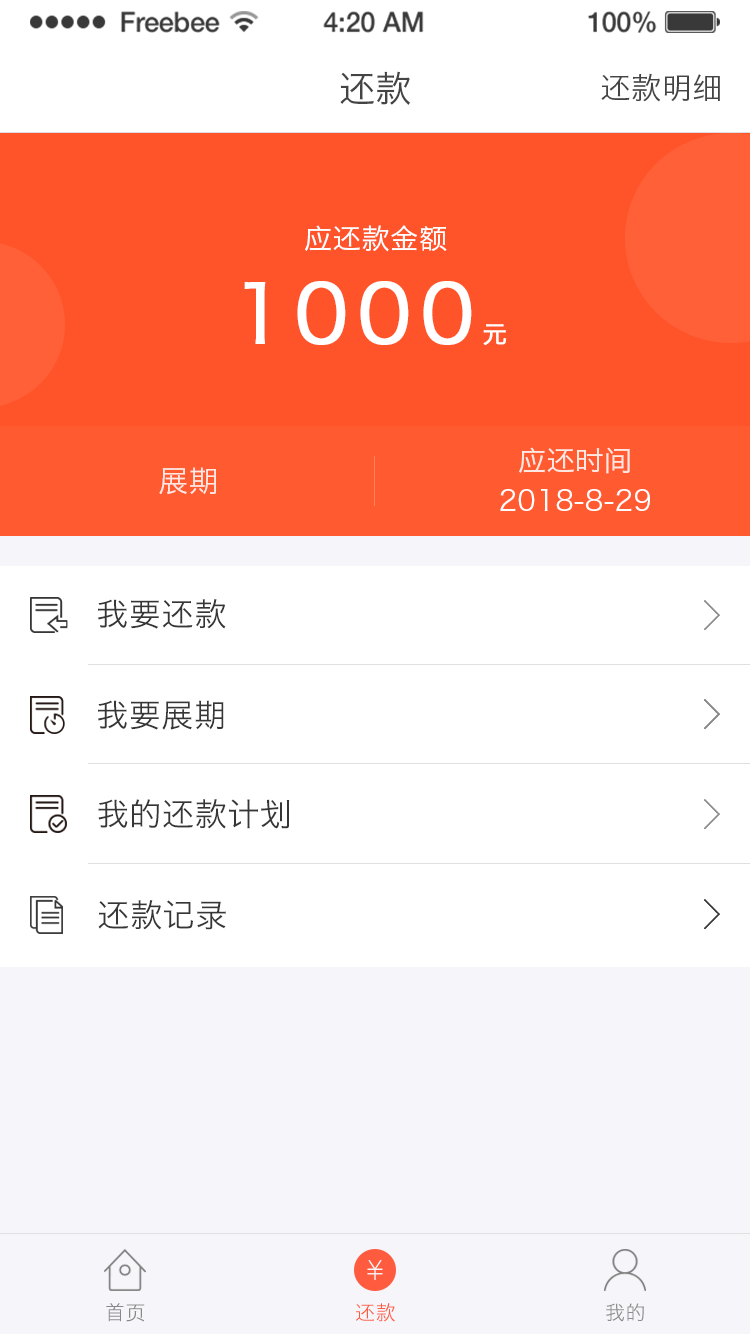 Freebee 4:20 AM 100%
还款 还款明细
应还款金额
1000元
展期
应还时间
2018-8-29
我要还款
我要展期
我的还款计划
还款记录
¥
首页 还款 我的